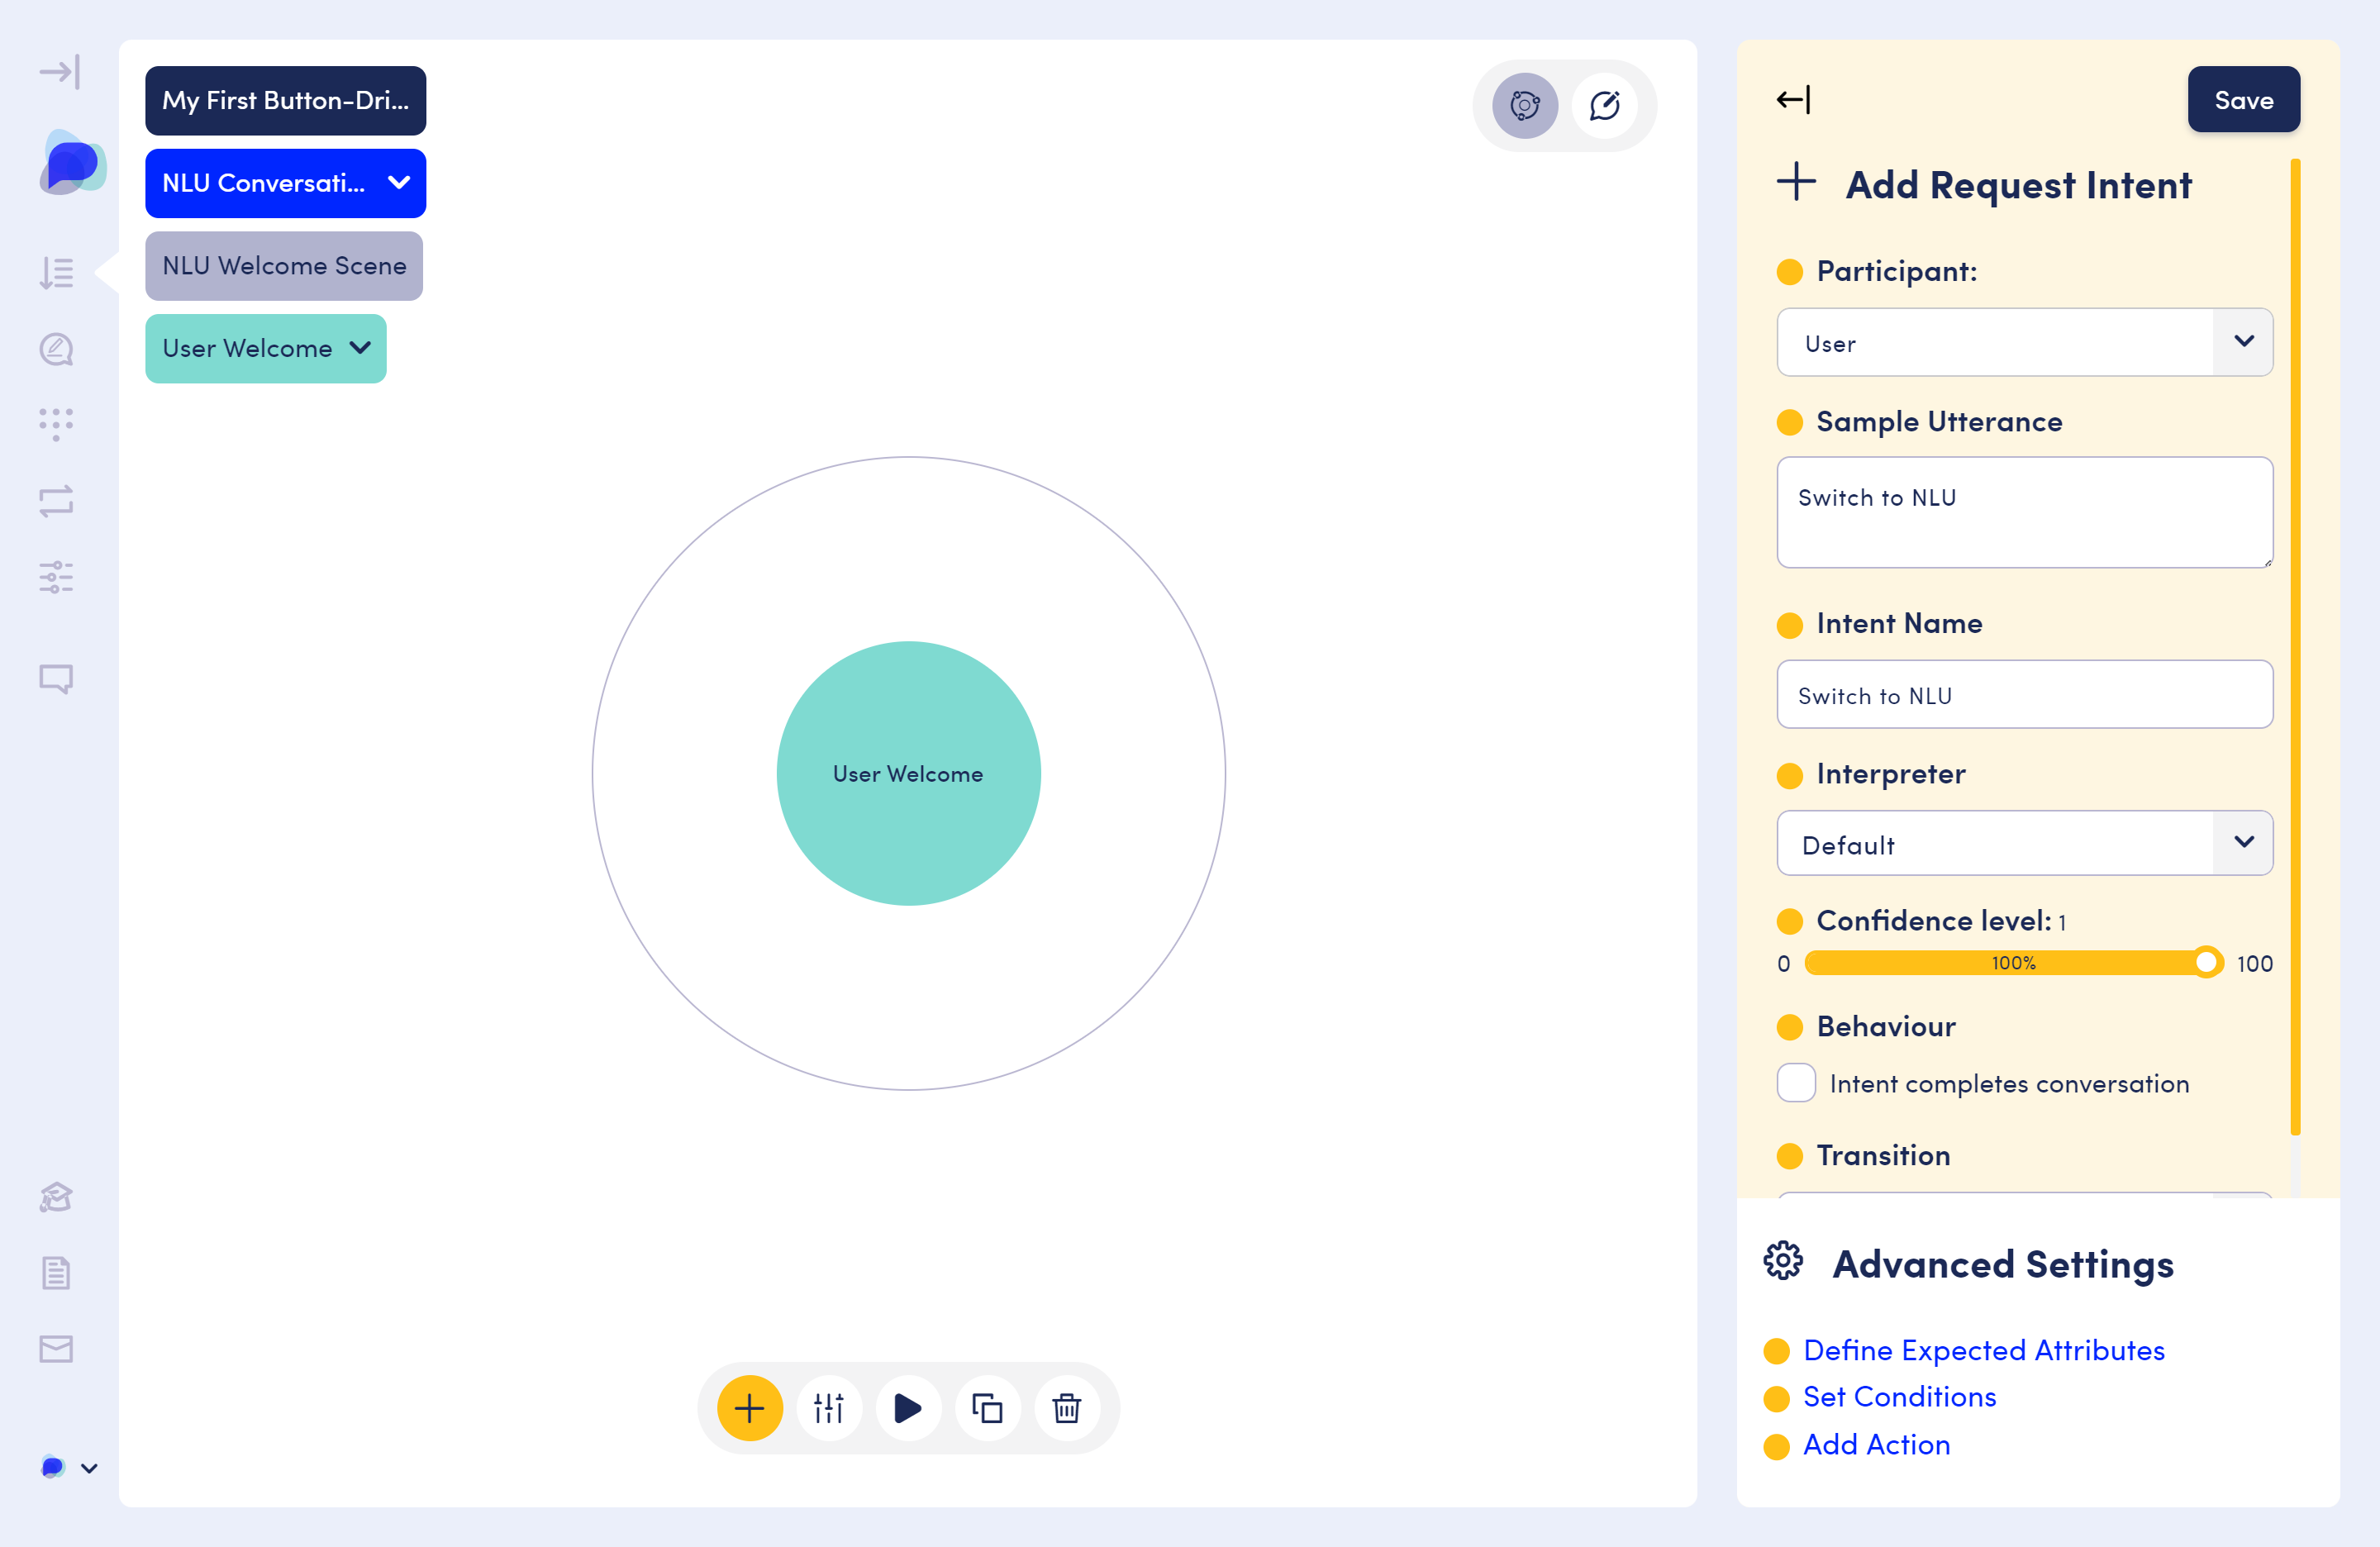 My First Button-Dri...
NLU Conversati...
NLU Welcome Scene
User Welcome
User Welcome
Save
Add Request Intent
Participant:
User
Sample Utterance
Switch to NLU
Intent Name
Switch to NLU
Interpreter
Default
Confidence level: 1
0 100% 100
Behaviour
Intent completes conversation
Transition
Advanced Settings
Define Expected Attributes
Set Conditions
Add Action